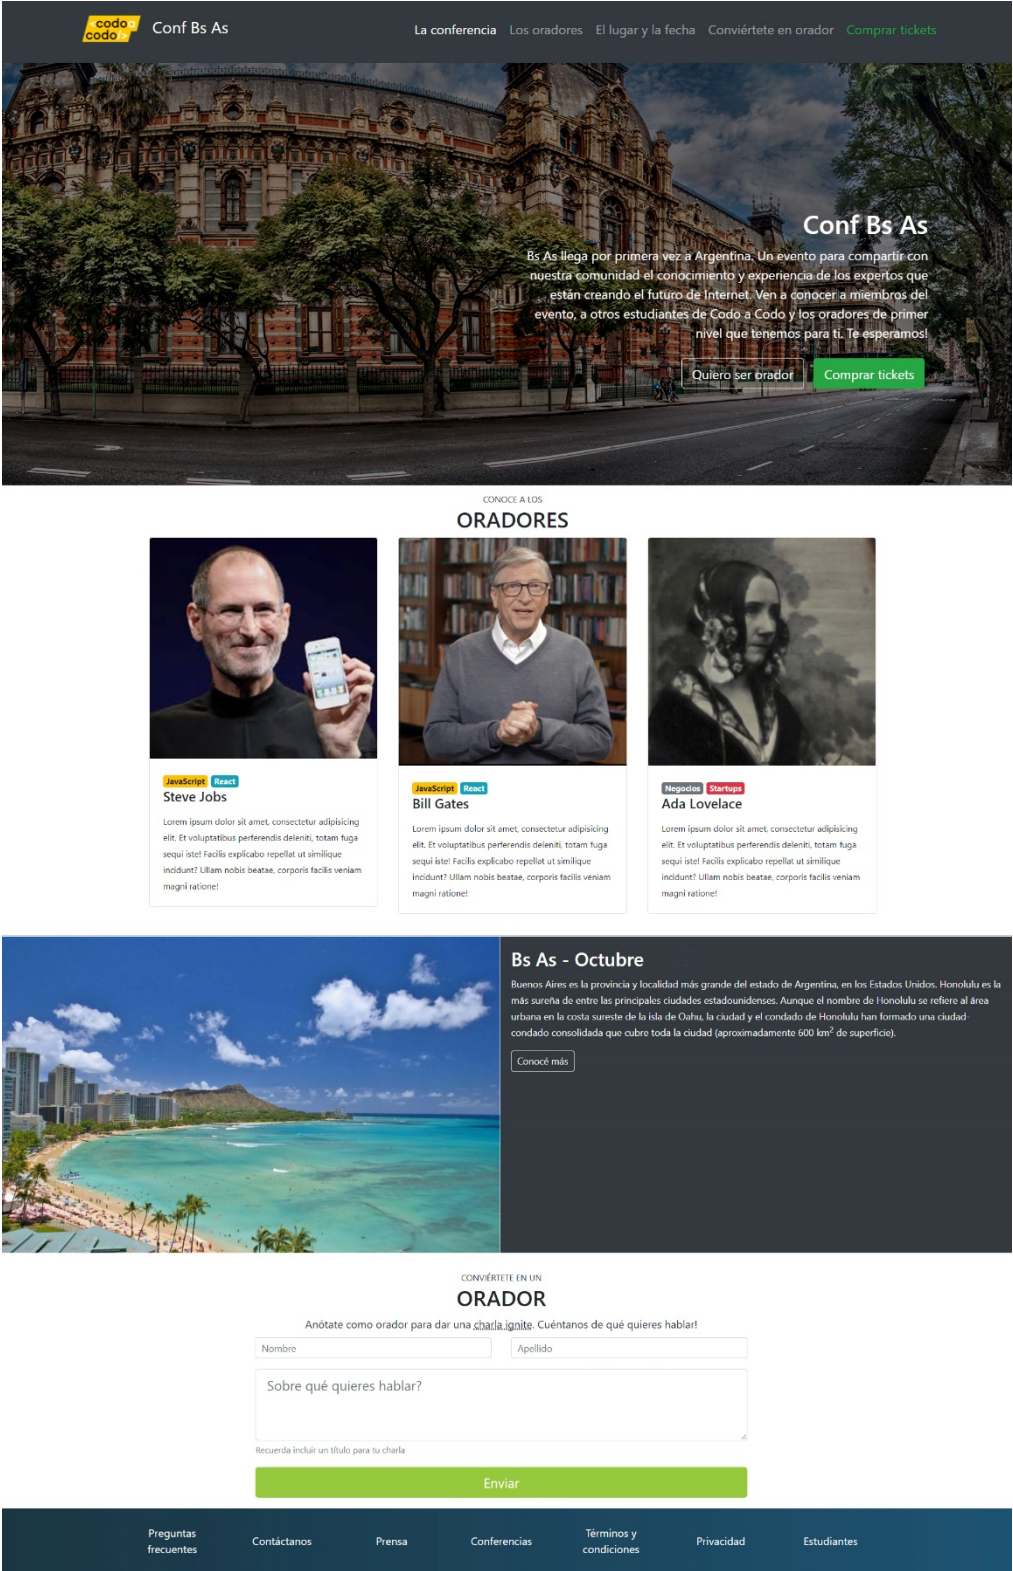 <codo a
codo/>
Conf Bs As
La conferencia Los oradores El lugar y la fecha Conviértete en orador Comprar tickets
Conf Bs As
Bs As llega por primera vez a Argentina. Un evento para compartir con
nuestra comunidad el conocimiento y experiencia de los expertos que
están creando el futuro de Internet. Ven a conocer a miembros del
evento, a otros estudiantes de Codo a Codo y los oradores de primer
nivel que tenemos para ti. Te esperamos!
Quiero ser orador Comprar tickets
CONOCE A LOS
ORADORES
JavaScript React
Steve Jobs
Lorem ipsum dolor sit amet, consectetur adipisicing
elit. Et voluptatibus perferendis deleniti, totam fuga
sequi iste! Facilis explicabo repellat ut similique
incidunt? Ullam nobis beatae, corporis facilis veniam
magni ratione!
JavaScript React
Bill Gates
Lorem ipsum dolor sit amet, consectetur adipisicing
elit. Et voluptatibus perferendis deleniti, totam fuga
sequi iste! Facilis explicabo repellat ut similique
incidunt? Ullam nobis beatae, corporis facilis veniam
magni ratione!
Negocios Startups
Ada Lovelace
Lorem ipsum dolor sit amet, consectetur adipisicing
elit. Et voluptatibus perferendis deleniti, totam fuga
sequi iste! Facilis explicabo repellat ut similique
incidunt? Ullam nobis beatae, corporis facilis veniam
magni ratione!
Bs As - Octubre
Buenos Aires es la provincia y localidad más grande del estado de Argentina, en los Estados Unidos. Honolulu es la
más sureña de entre las principales ciudades estadounidenses. Aunque el nombre de Honolulu se refiere al área
urbana en la costa sureste de la isla de Oahu, la ciudad y el condado de Honolulu han formado una ciudad-
condado consolidada que cubre toda la ciudad (aproximadamente 600 km² de superficie).
Conocé más
CONVIÉRTETE EN UN
ORADOR
Anótate como orador para dar una charla ignite. Cuéntanos de qué quieres hablar!
Nombre Apellido
Sobre qué quieres hablar?
Recuerda incluir un título para tu charla
Enviar
Preguntas
frecuentes
Contáctanos
Prensa
Conferencias
Términos y
condiciones
Privacidad
Estudiantes